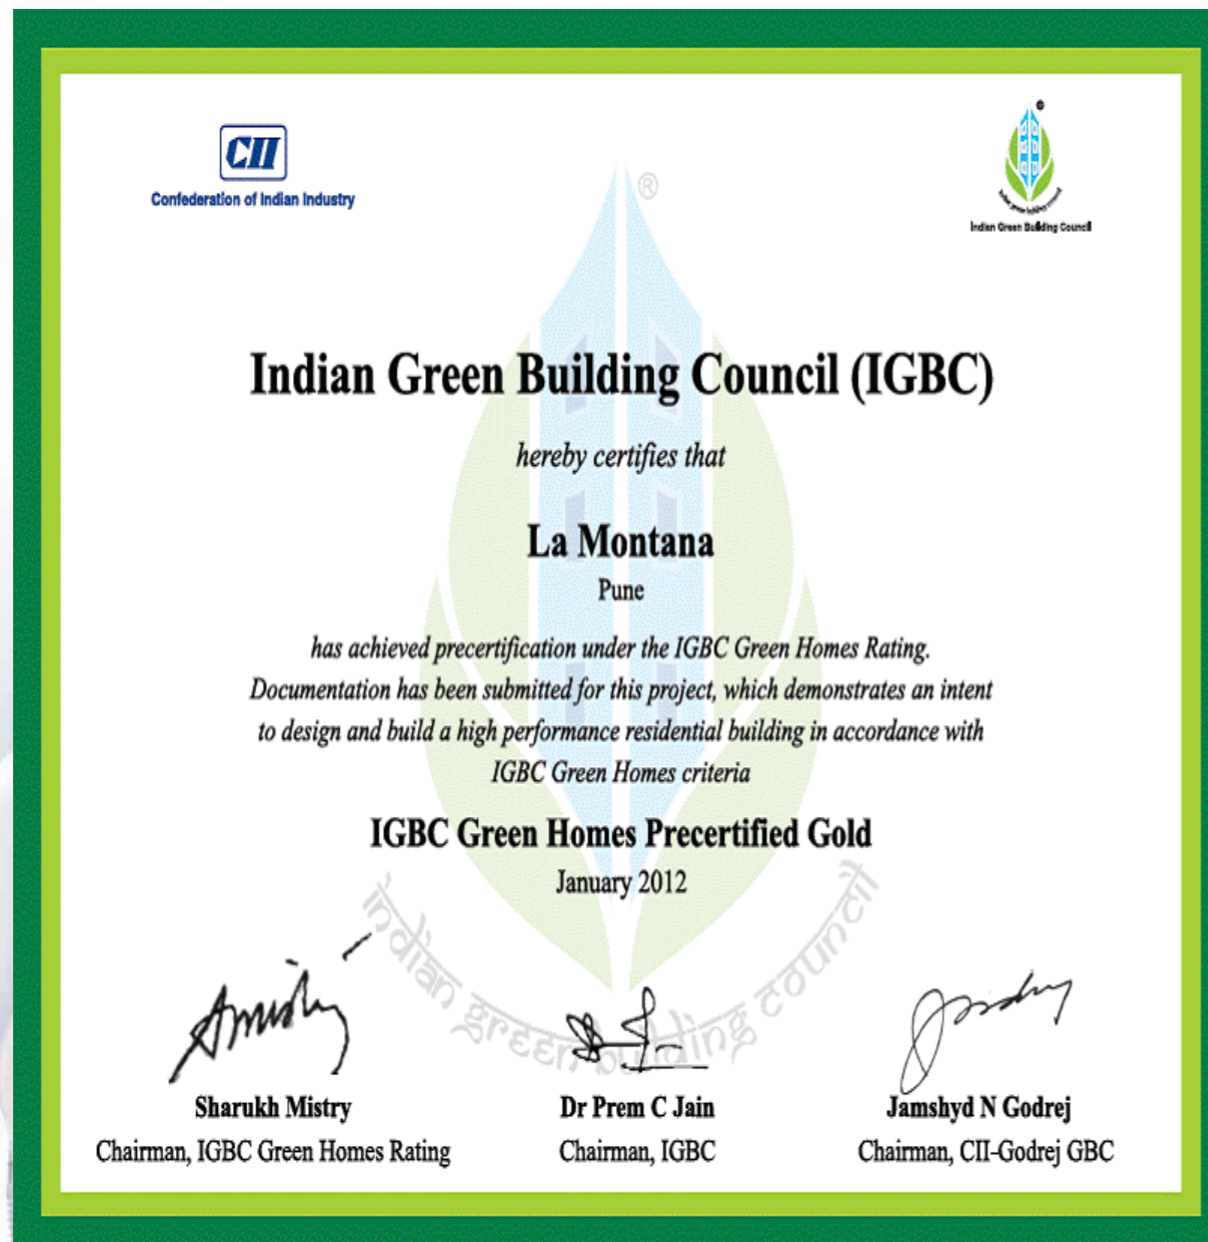 CII
Confederation of Indian Industry
®
indian green building council
Indian Green Building Council
®
Indian Green Building Council (IGBC)
hereby certifies that
La Montana
Pune
has achieved precertification under the IGBC Green Homes Rating.
Documentation has been submitted for this project, which demonstrates an intent
to design and build a high performance residential building in accordance with
IGBC Green Homes criteria
IGBC Green Homes Precertified Gold
January 2012
indian green building council
Sharukh Mistry
Dr Prem C Jain
Jamshyd N Godrej
Chairman, IGBC Green Homes Rating
Chairman, IGBC
Chairman, CII-Godrej GBC